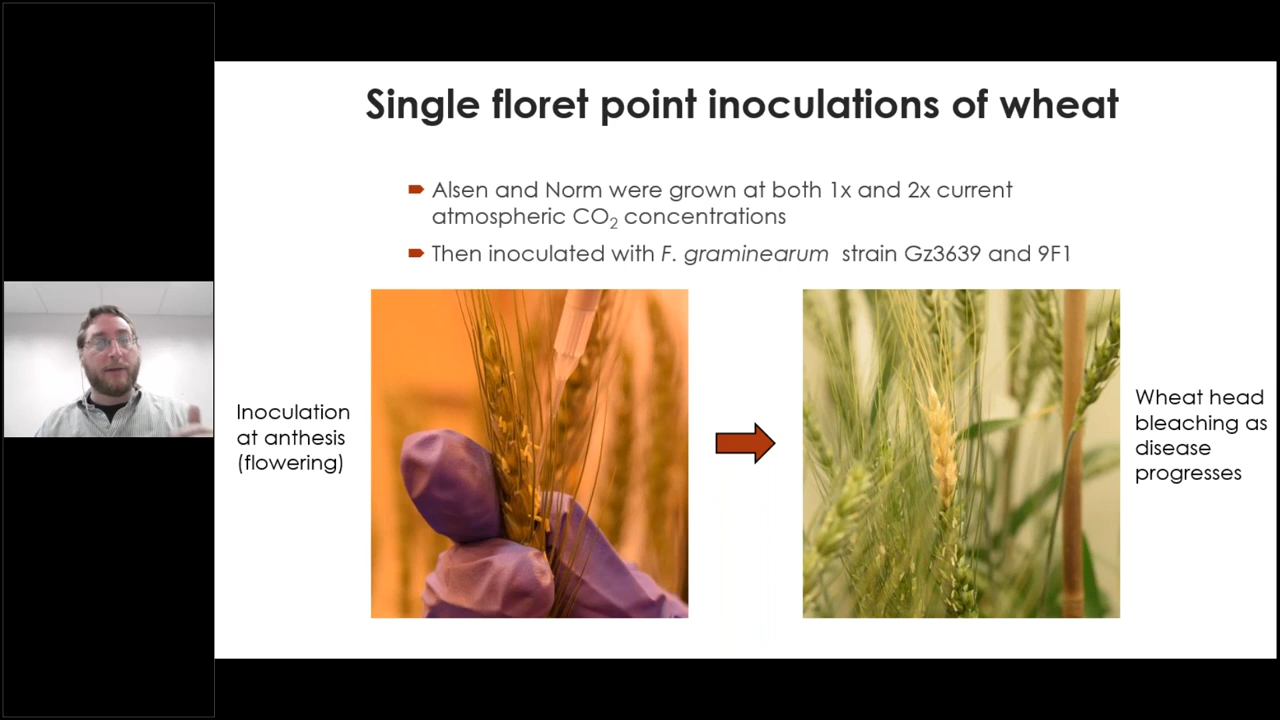 Single floret point inoculations of wheat
Alsen and Norm were grown at both 1x and 2x current
atmospheric CO₂ concentrations
Then inoculated with F. graminearum strain Gz3639 and 9F1
Inoculation
at anthesis
(flowering)
Wheat head
bleaching as
disease
progresses